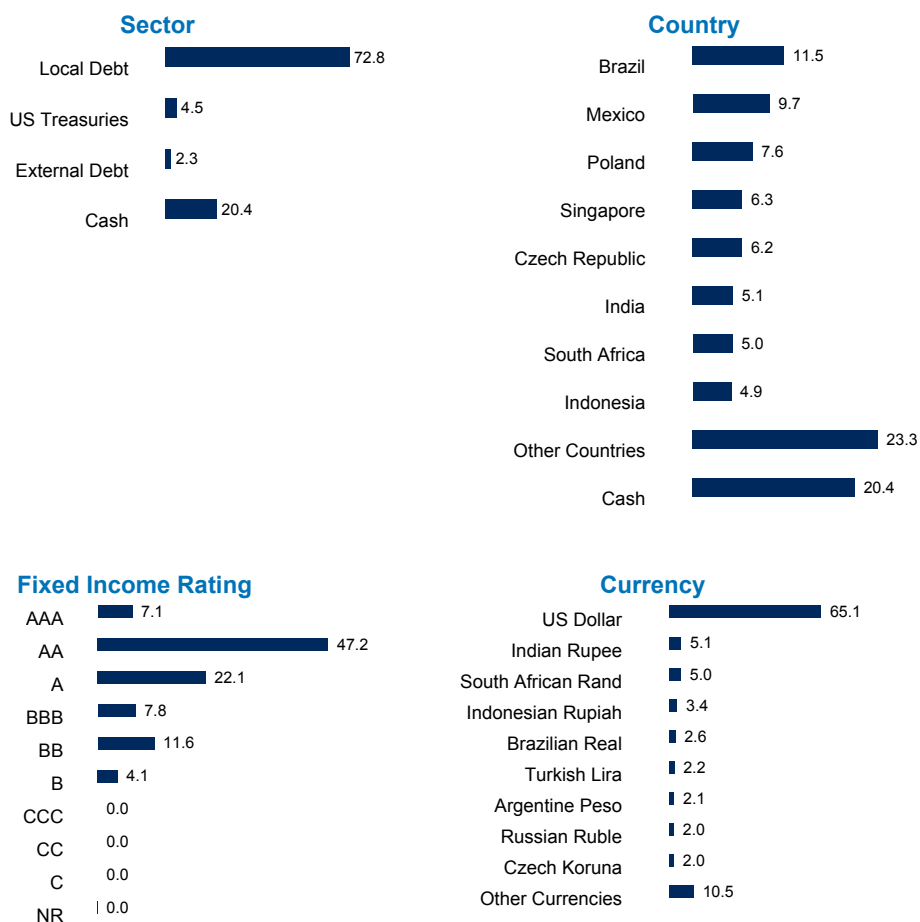 Sector
Local Debt 72.8
US Treasuries 4.5
External Debt 2.3
Cash 20.4
Country
Brazil 11.5
Mexico 9.7
Poland 7.6
Singapore 6.3
Czech Republic 6.2
India 5.1
South Africa 5.0
Indonesia 4.9
Other Countries 23.3
Cash 20.4
Fixed Income Rating
AAA 7.1
AA 47.2
A 22.1
BBB 7.8
BB 11.6
B 4.1
CCC 0.0
CC 0.0
C 0.0
NR 0.0
Currency
US Dollar 65.1
Indian Rupee 5.1
South African Rand 5.0
Indonesian Rupiah 3.4
Brazilian Real 2.6
Turkish Lira 2.2
Argentine Peso 2.1
Russian Ruble 2.0
Czech Koruna 2.0
Other Currencies 10.5